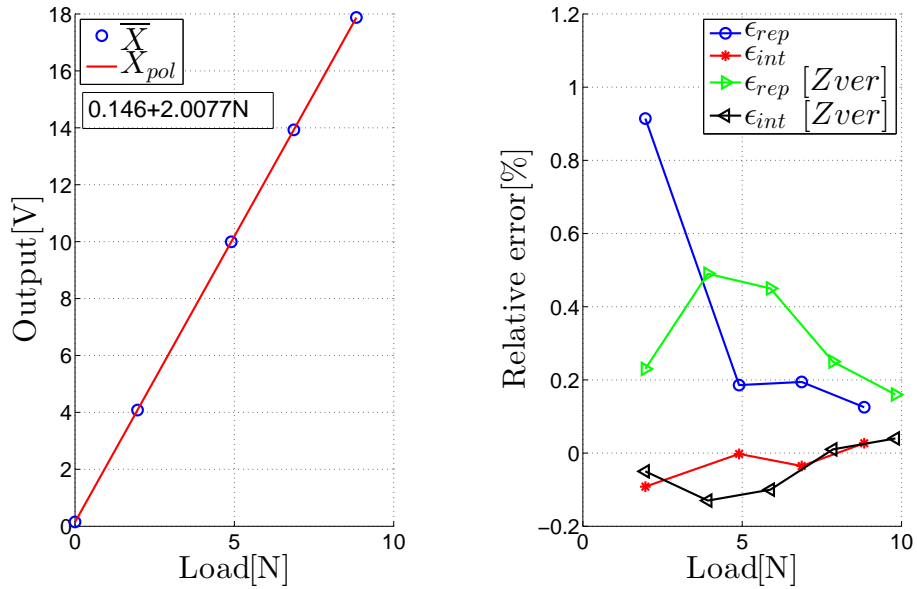 X̅
X_pol
0.146+2.0077N
18
16
14
12
10
8
6
4
2
0
0
5
10
Output[V]
Load[N]
ϵ_rep
ϵ_int
ϵ_rep [Zver]
ϵ_int [Zver]
1.2
1
0.8
0.6
0.4
0.2
0
−0.2
0
5
10
Relative error[%]
Load[N]